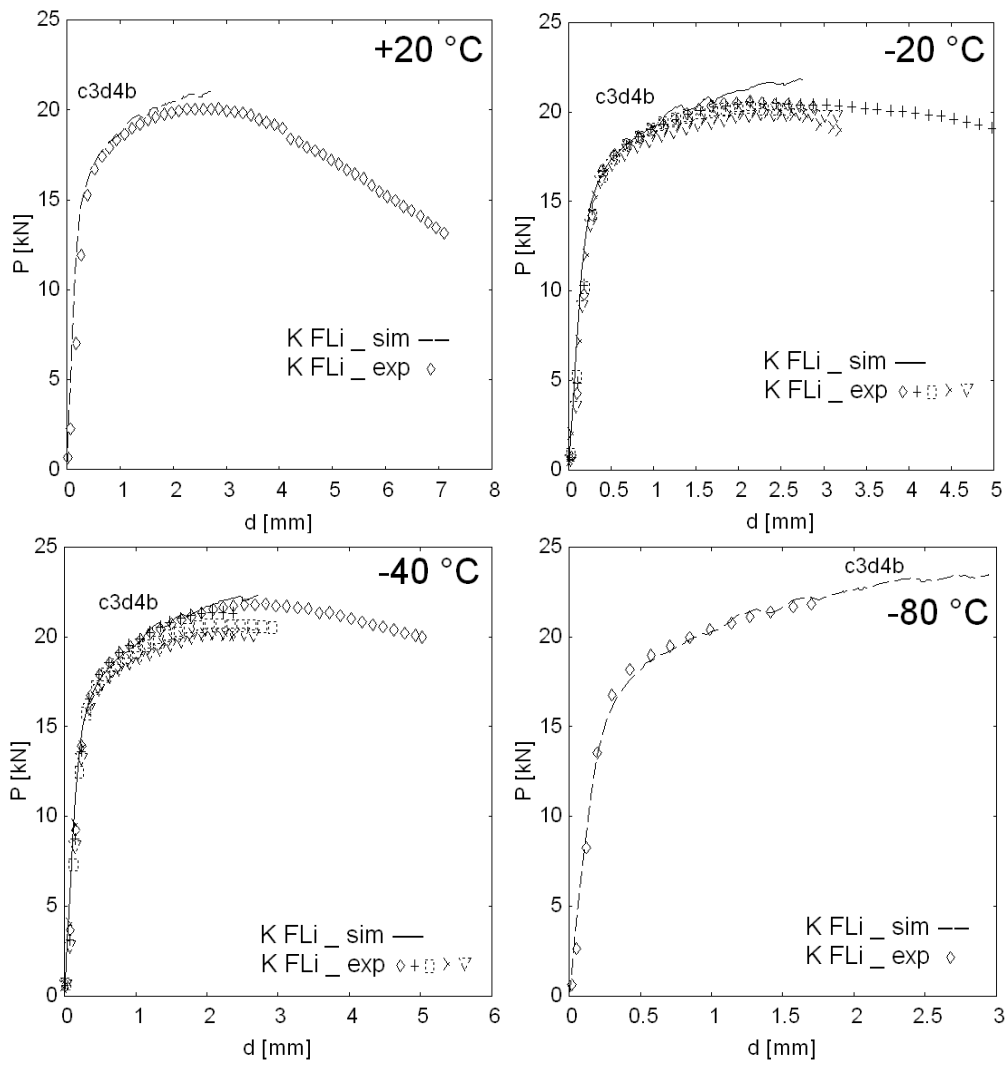 +20 °C
c3d4b
P [kN]
25
20
15
10
5
0
K FLi _ sim
K FLi _ exp
0 1 2 3 4 5 6 7 8
d [mm]
-20 °C
c3d4b
P [kN]
25
20
15
10
5
0
K FLi _ sim
K FLi _ exp
0 0.5 1 1.5 2 2.5 3 3.5 4 4.5 5
d [mm]
-40 °C
c3d4b
P [kN]
25
20
15
10
5
0
K FLi _ sim
K FLi _ exp
0 1 2 3 4 5 6
d [mm]
c3d4b
-80 °C
P [kN]
25
20
15
10
5
0
K FLi _ sim
K FLi _ exp
0 0.5 1 1.5 2 2.5 3
d [mm]